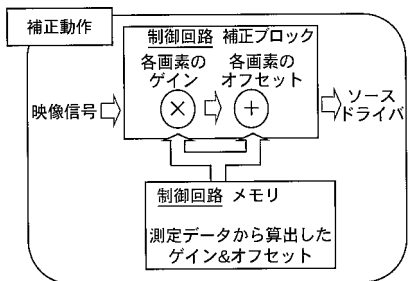 補正動作
制御回路 補正ブロック
各画素の 各画素の
ゲイン オフセット
映像信号 × + ソース
ドライバ
制御回路 メモリ
測定データから算出した
ゲイン&オフセット